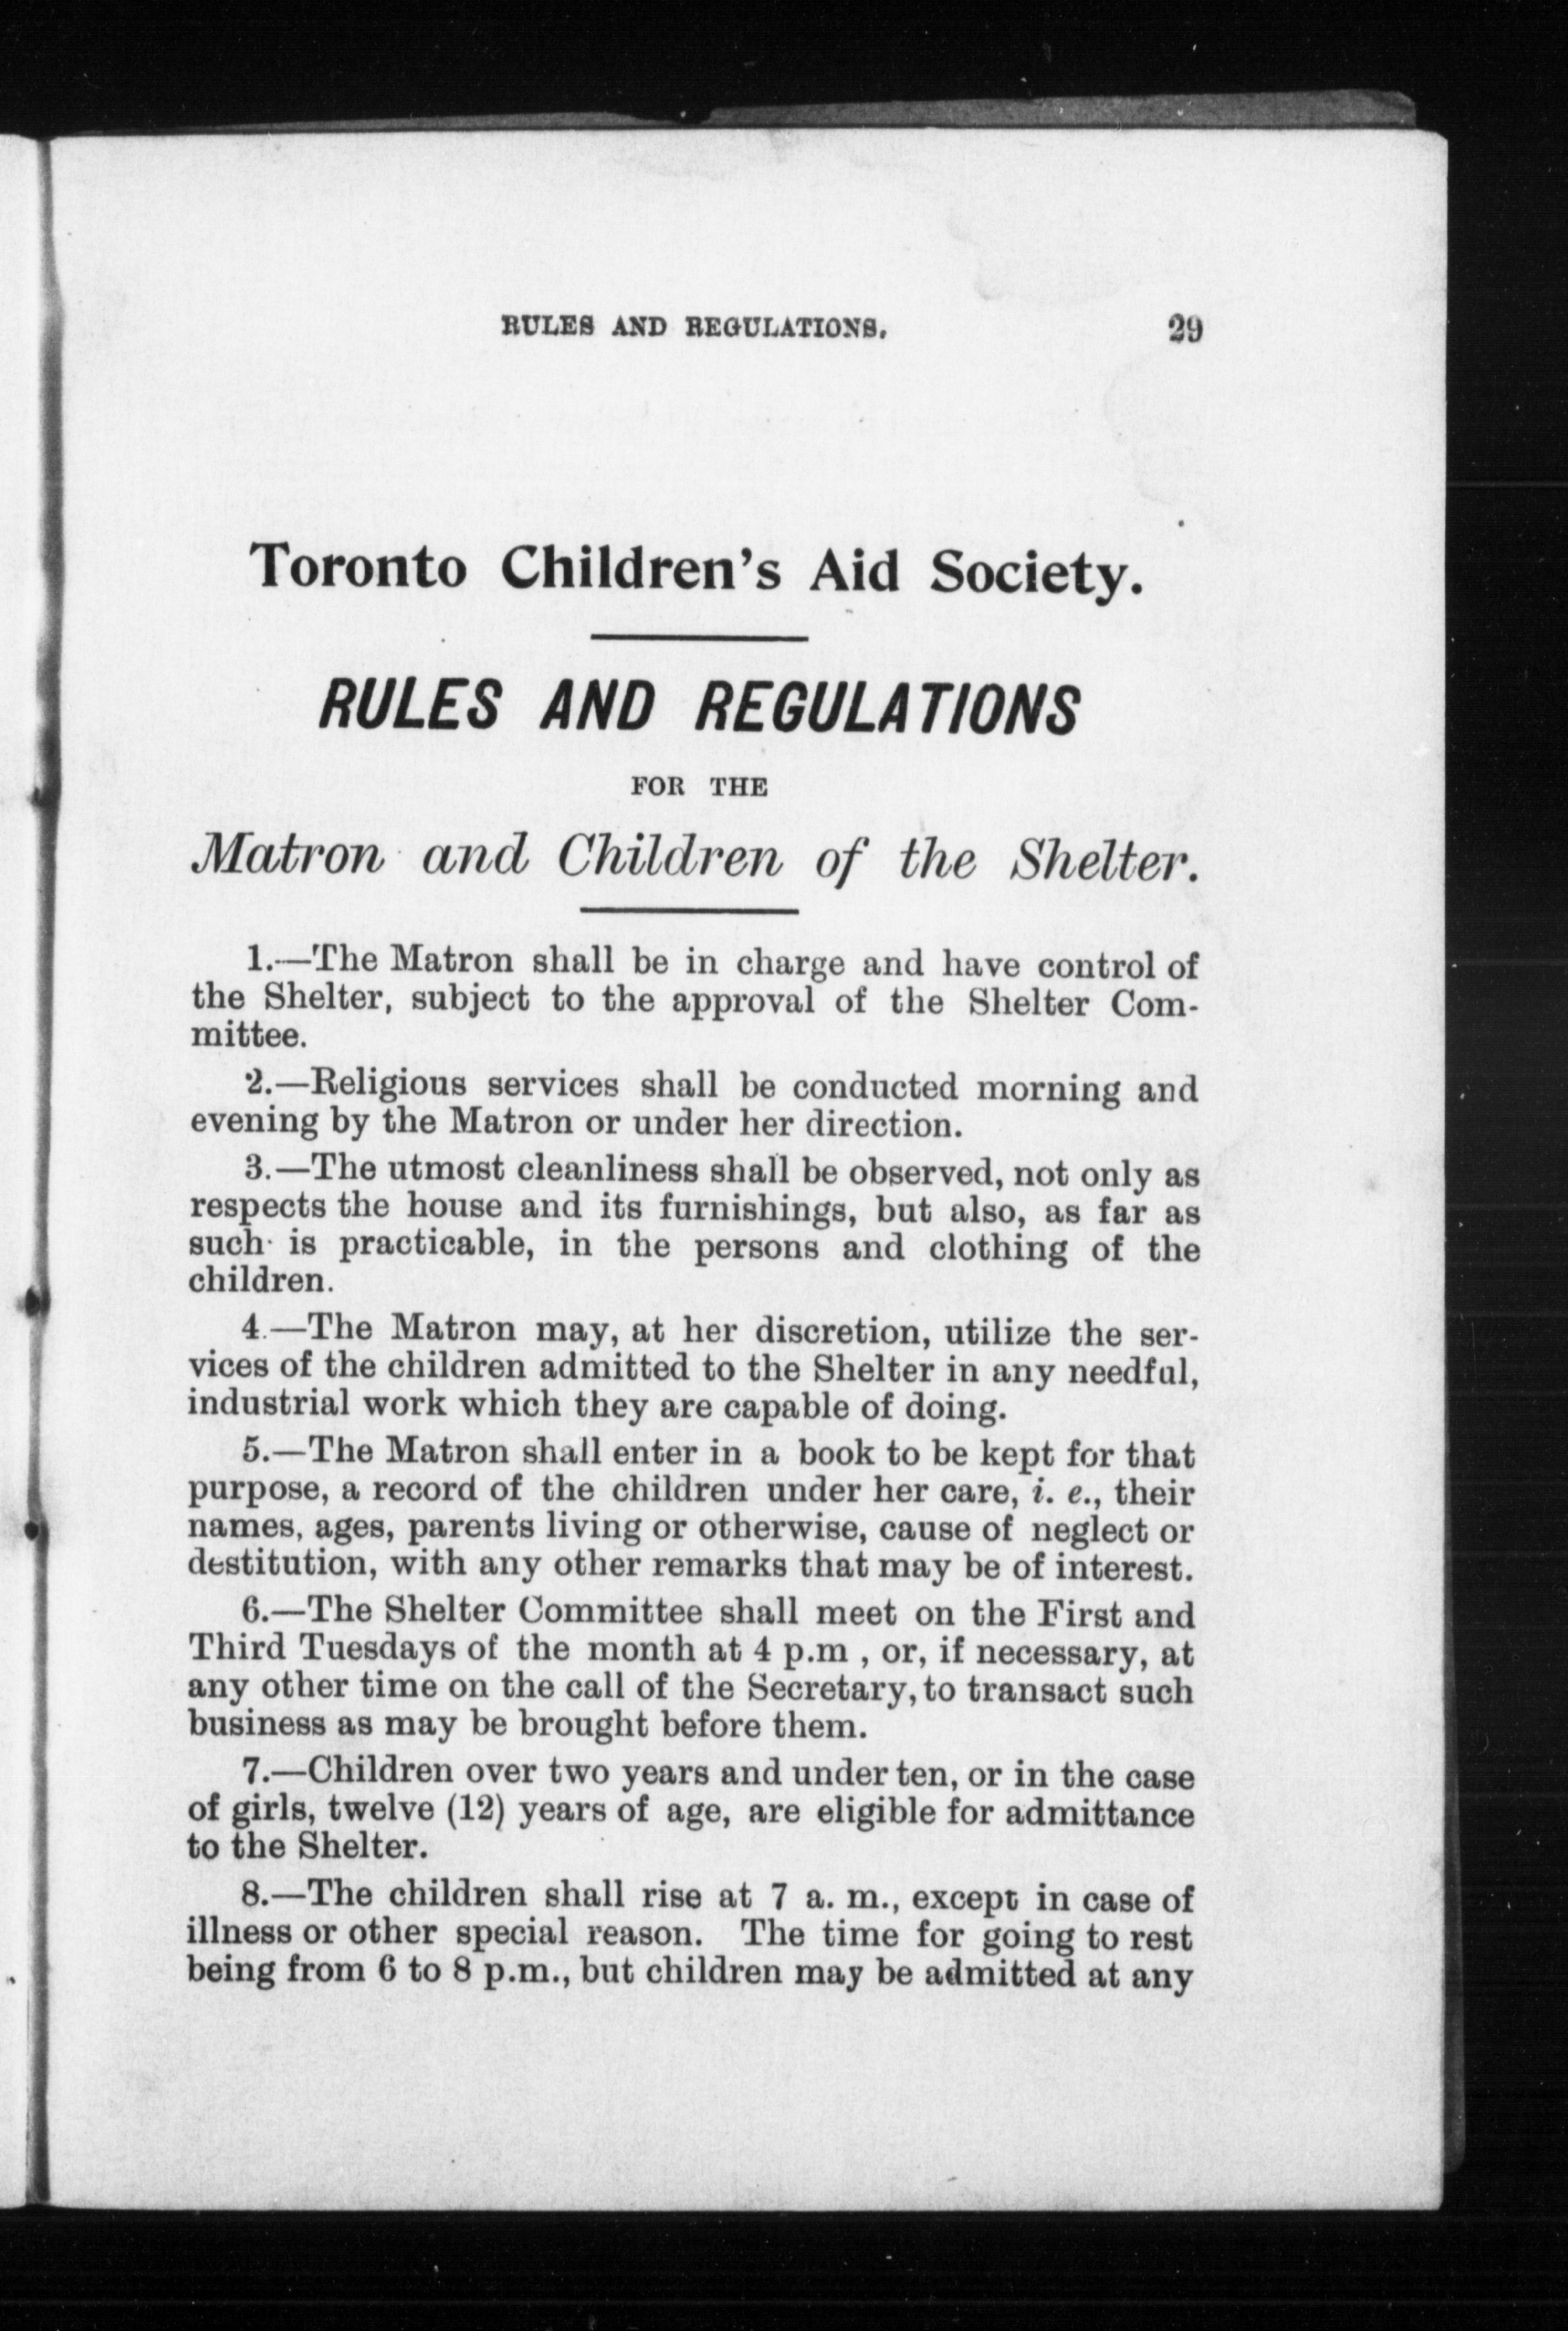 RULES AND REGULATIONS. 29
Toronto Children's Aid Society.
RULES AND REGULATIONS
FOR THE
Matron and Children of the Shelter.
1.—The Matron shall be in charge and have control of
the Shelter, subject to the approval of the Shelter Com-
mittee.
2.—Religious services shall be conducted morning and
evening by the Matron or under her direction.
3.—The utmost cleanliness shall be observed, not only as
respects the house and its furnishings, but also, as far as
such is practicable, in the persons and clothing of the
children.
4.—The Matron may, at her discretion, utilize the ser-
vices of the children admitted to the Shelter in any needful,
industrial work which they are capable of doing.
5.—The Matron shall enter in a book to be kept for that
purpose, a record of the children under her care, i. e., their
names, ages, parents living or otherwise, cause of neglect or
destitution, with any other remarks that may be of interest.
6.—The Shelter Committee shall meet on the First and
Third Tuesdays of the month at 4 p.m , or, if necessary, at
any other time on the call of the Secretary, to transact such
business as may be brought before them.
7.—Children over two years and under ten, or in the case
of girls, twelve (12) years of age, are eligible for admittance
to the Shelter.
8.—The children shall rise at 7 a. m., except in case of
illness or other special reason. The time for going to rest
being from 6 to 8 p.m., but children may be admitted at any